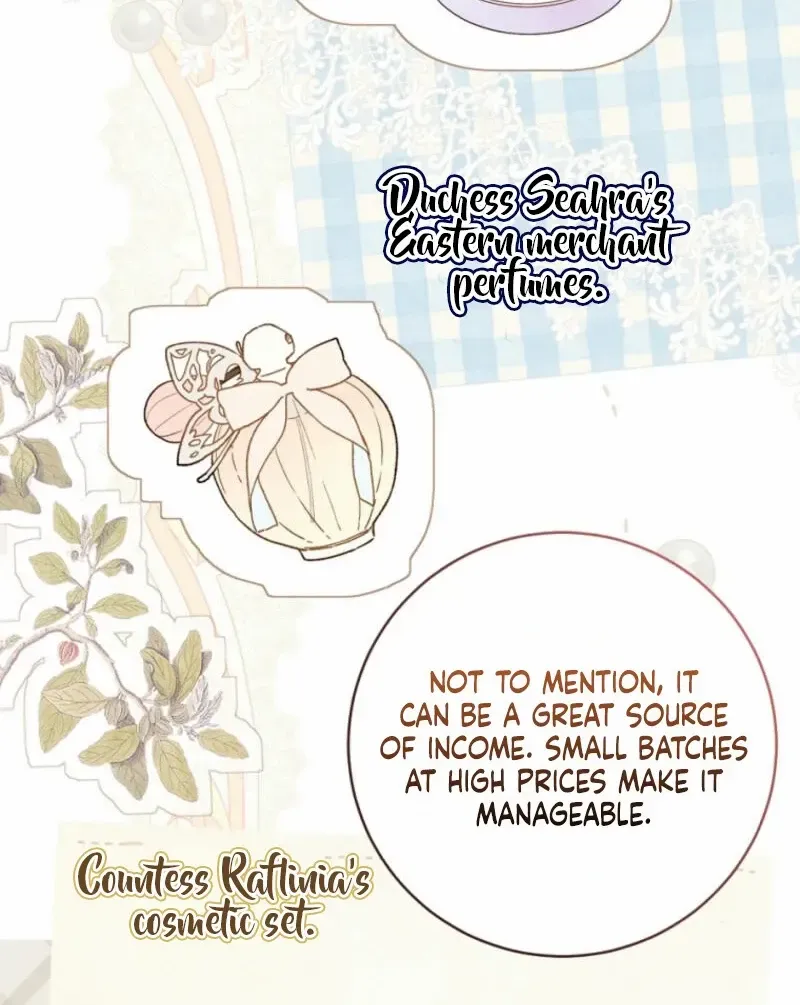 Duchess Seahra's
Eastern merchant
perfumes.
NOT TO MENTION, IT
CAN BE A GREAT SOURCE
OF INCOME. SMALL BATCHES
AT HIGH PRICES MAKE IT
MANAGEABLE.
Countess Raflinia's
cosmetic set.